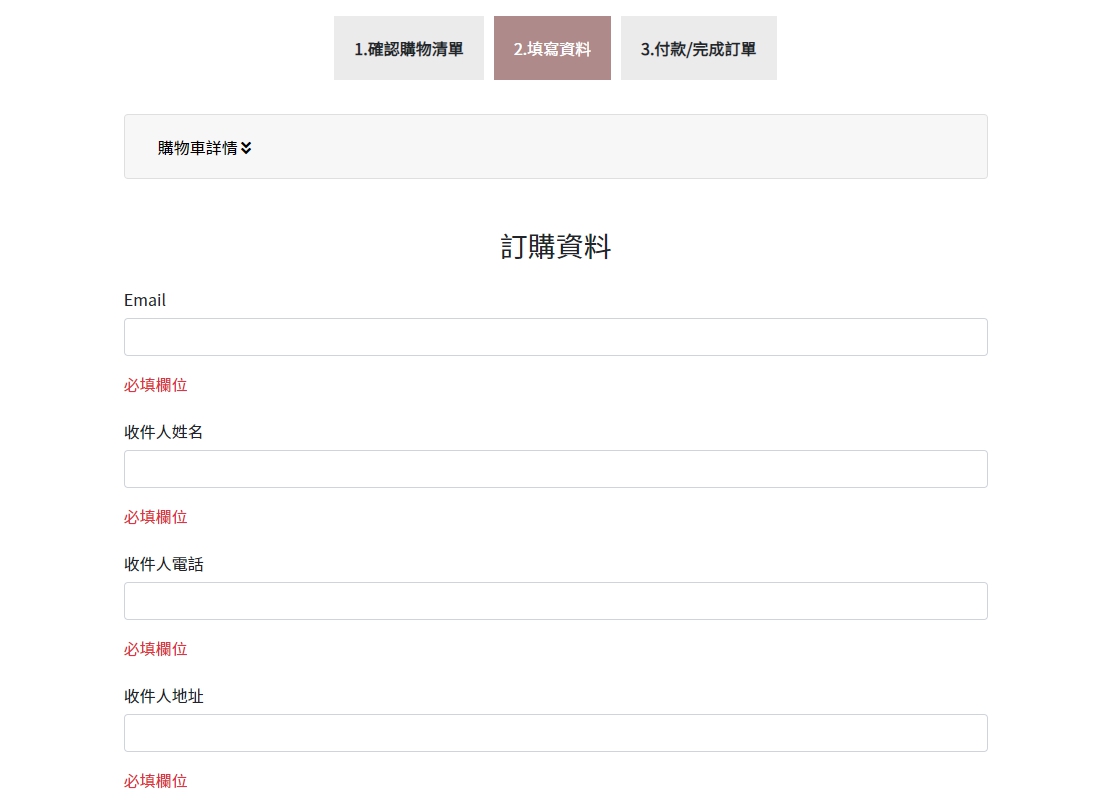 1.確認購物清單 2.填寫資料 3.付款/完成訂單
購物車詳情
訂購資料
Email
必填欄位
收件人姓名
必填欄位
收件人電話
必填欄位
收件人地址
必填欄位